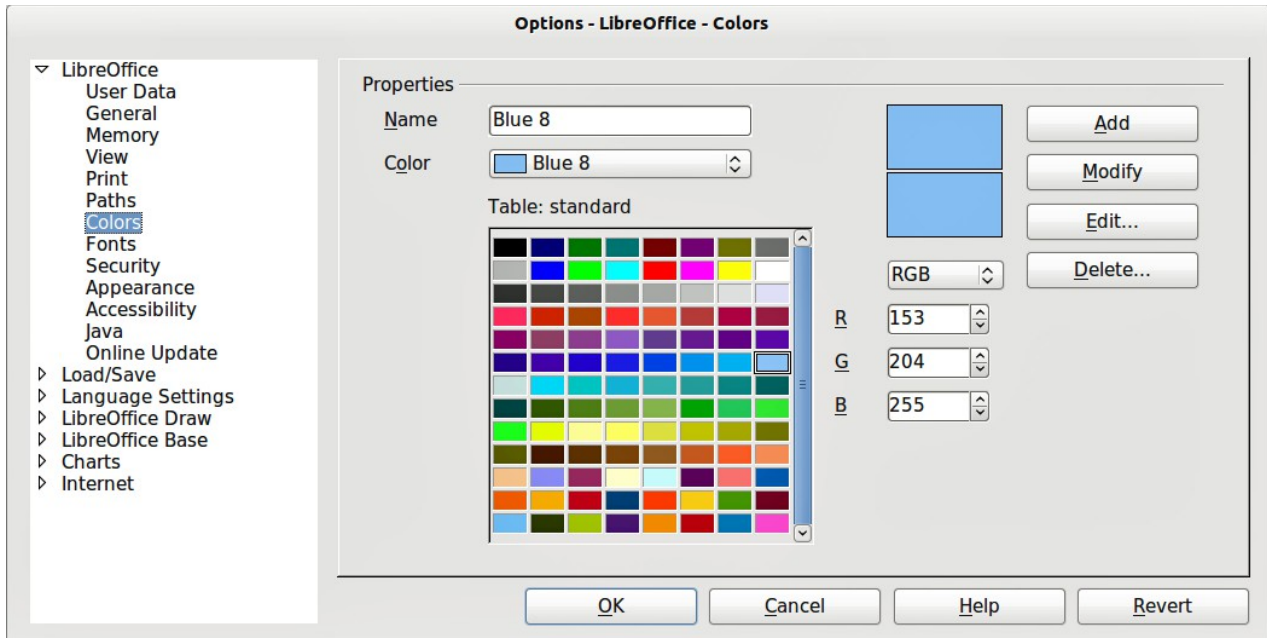 Options - LibreOffice - Colors
LibreOffice
User Data
General
Memory
View
Print
Paths
Colors
Fonts
Security
Appearance
Accessibility
Java
Online Update
Load/Save
Language Settings
LibreOffice Draw
LibreOffice Base
Charts
Internet
Properties
Name
Blue 8
Color
Blue 8
Table: standard
RGB
R
153
G
204
B
255
Add
Modify
Edit...
Delete...
OK
Cancel
Help
Revert